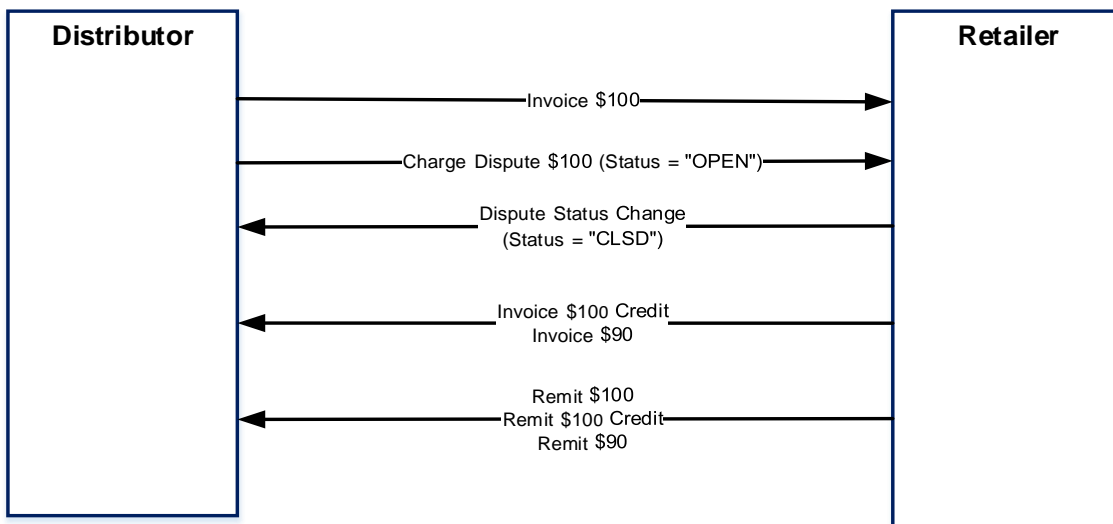 Distributor
Retailer
Invoice $100
Charge Dispute $100 (Status = "OPEN")
Dispute Status Change
(Status = "CLSD")
Invoice $100 Credit
Invoice $90
Remit $100
Remit $100 Credit
Remit $90